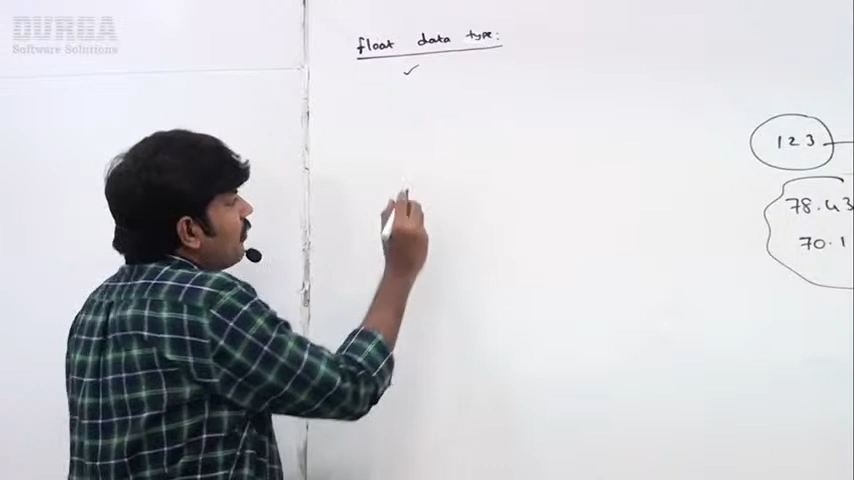 DURGA
Software Solutions
float data type:
123
78.43
70.1